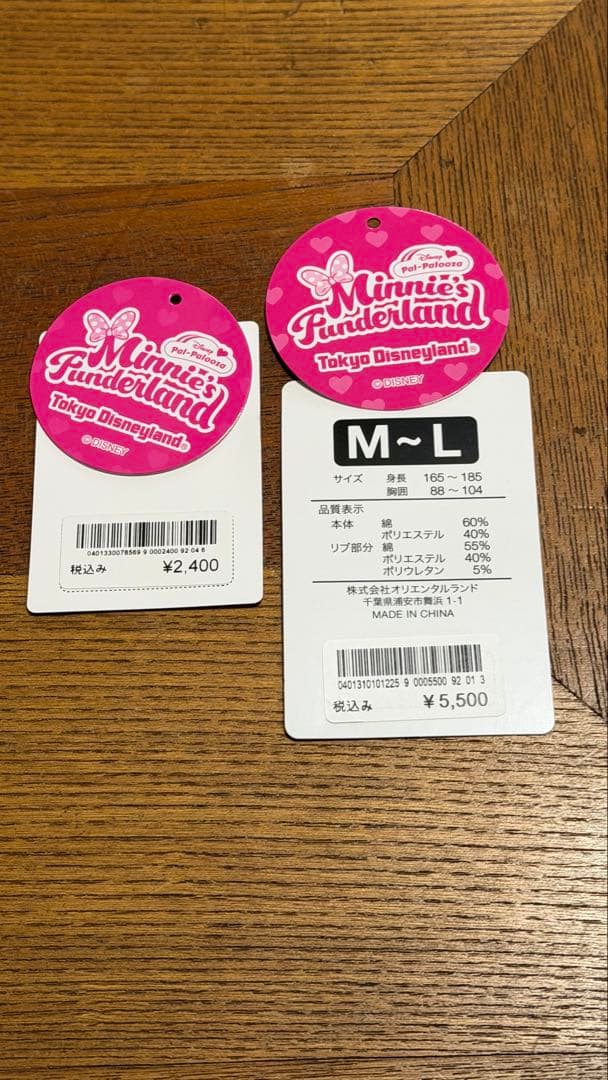 Disney
Pal-Palooza
Minnie's
Funderland
Tokyo Disneyland®
©DISNEY
0401330078569 9 0002400 92 04 6
税込み ¥2,400
Disney
Pal-Palooza
Minnie's
Funderland
Tokyo Disneyland®
©DISNEY
M~L
サイズ 身長 165～185
胸囲 88～104
品質表示
本体 綿 60%
ポリエステル 40%
リブ部分 綿 55%
ポリエステル 40%
ポリウレタン 5%
株式会社オリエンタルランド
千葉県浦安市舞浜 1-1
MADE IN CHINA
0401310101225 9 0005500 92 01 3
税込み ¥5,500